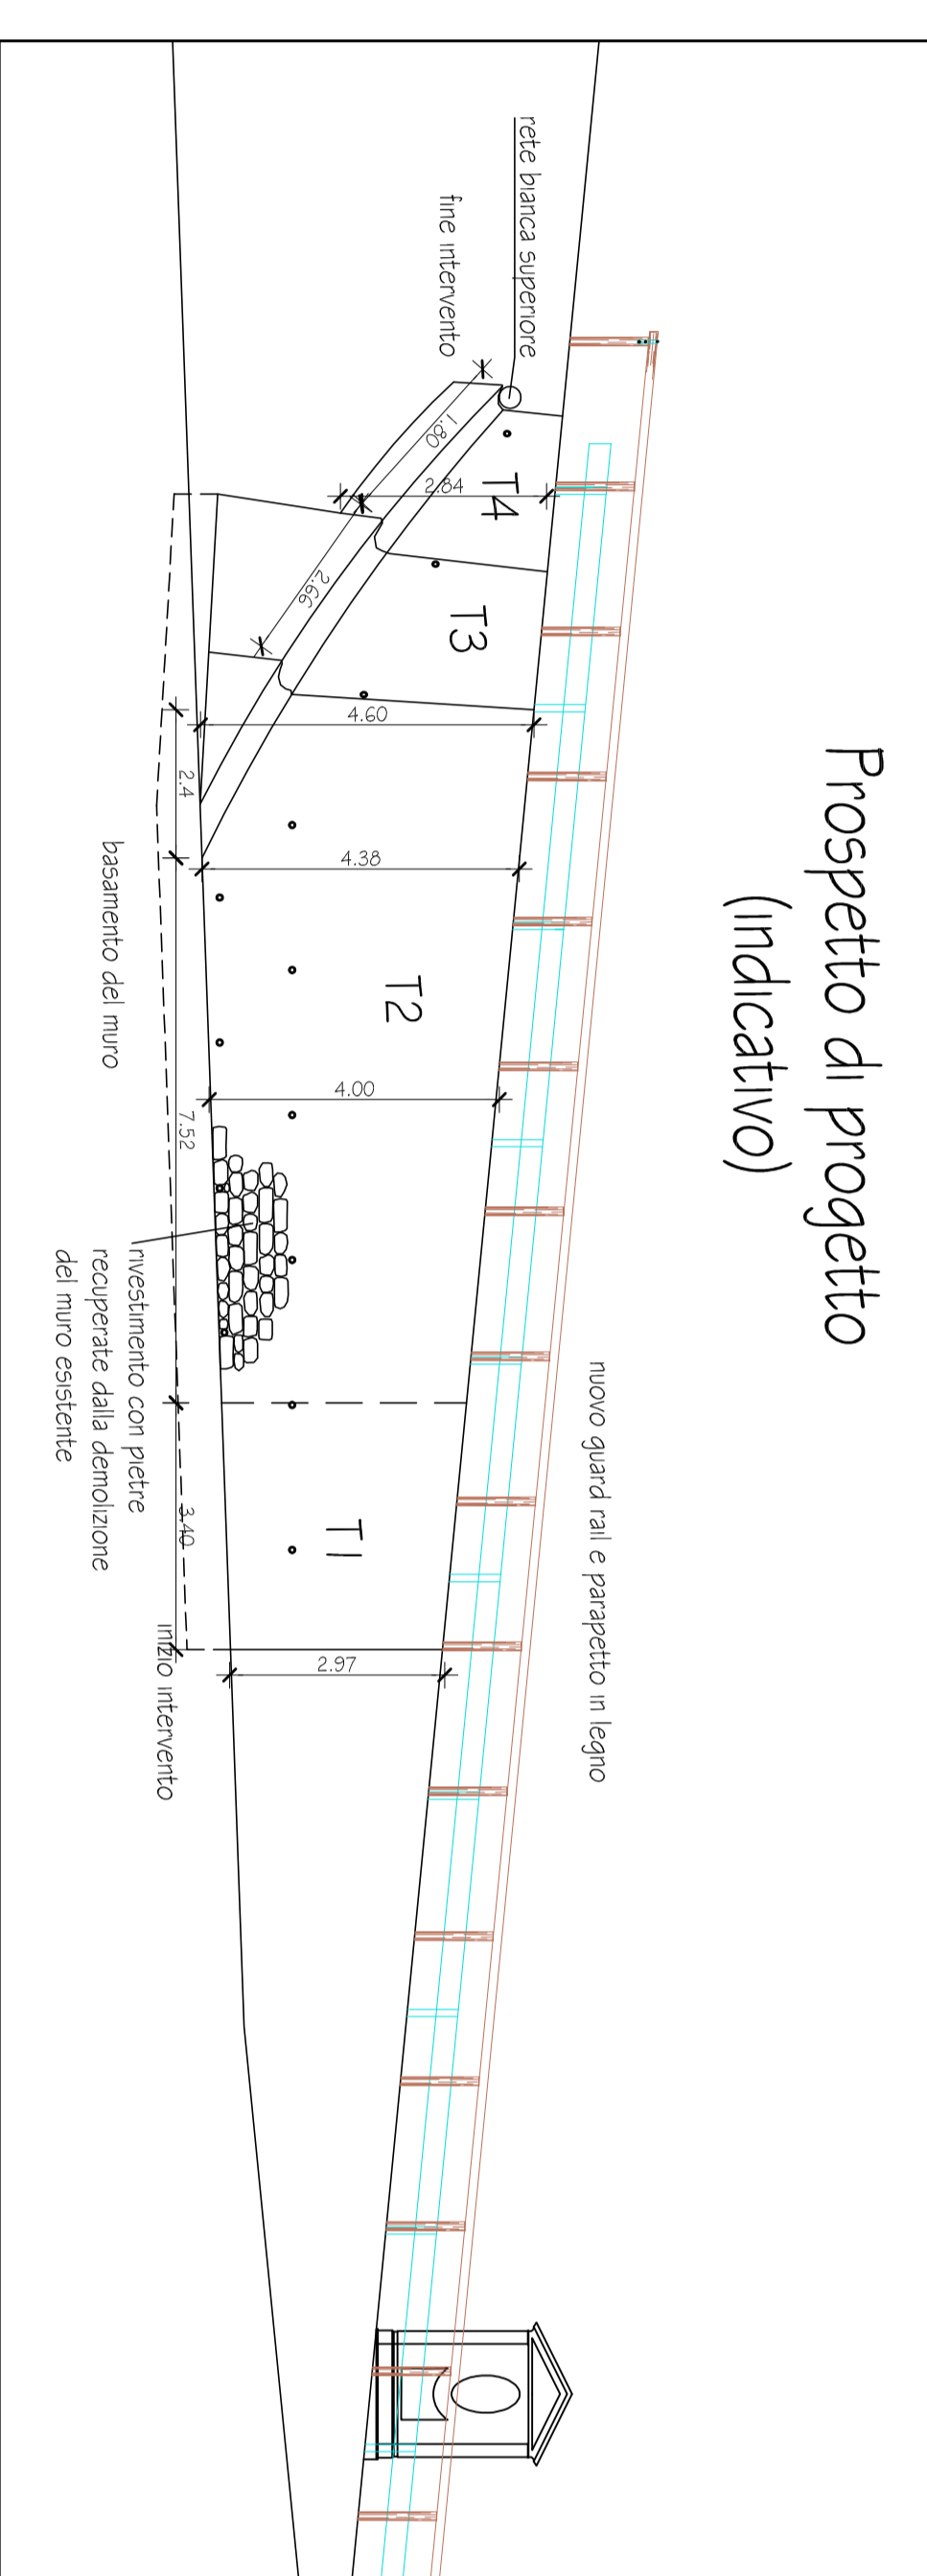 Prospetto di progetto
(indicativo)
rete bianca superiore
fine intervento
nuovo guard rail e parapetto in legno
T4
T3
T2
T1
1.80
2.84
2.66
4.60
4.38
4.00
2.97
2.4
7.52
3.40
basamento del muro
rivestimento con pietre
recuperate dalla demolizione
del muro esistente
inizio intervento